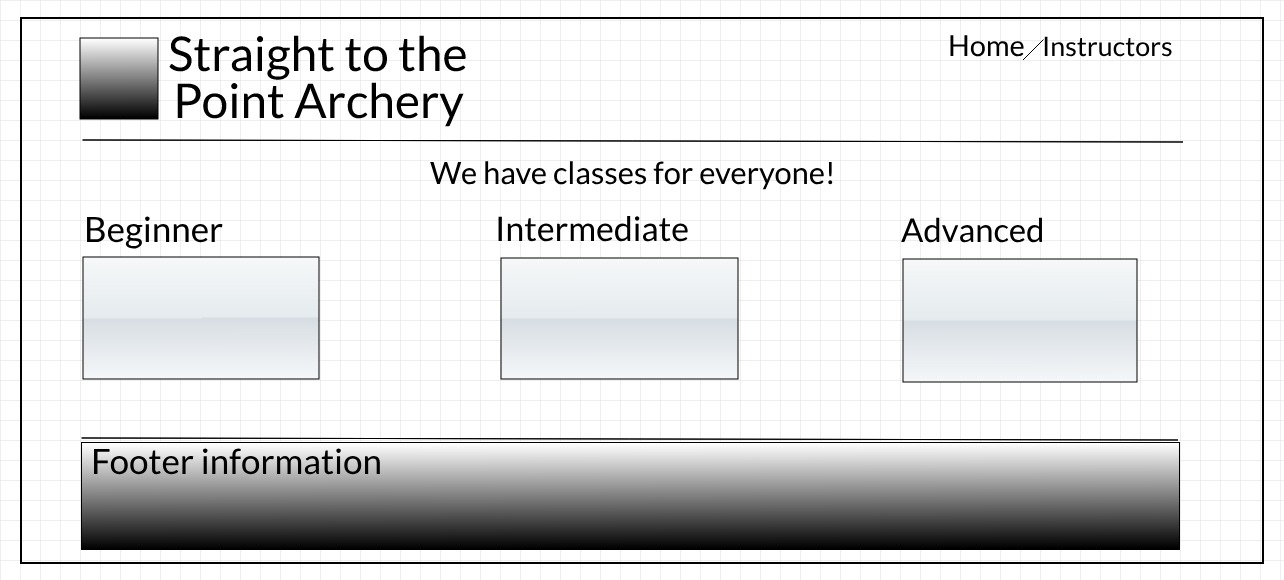 Straight to the
Point Archery
Home/Instructors
We have classes for everyone!
Beginner
Intermediate
Advanced
Footer information